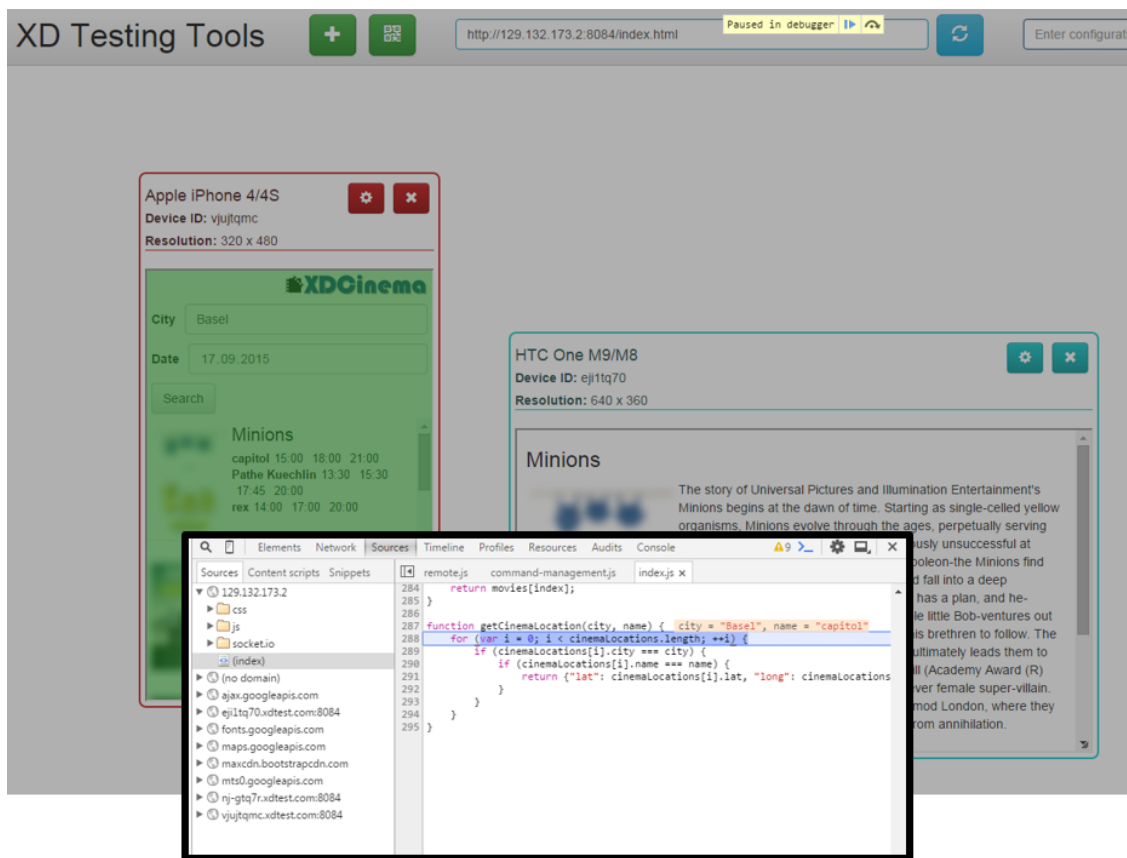 XD Testing Tools
http://129.132.173.2:8084/index.html
Paused in debugger
Enter configurat
Apple iPhone 4/4S
Device ID: vjujtqmc
Resolution: 320 x 480
XDCinema
City Basel
Date 17.09.2015
Search
Minions
capitol 15:00 18:00 21:00
Pathe Kuechlin 13:30 15:30
17:45 20:00
rex 14:00 17:00 20:00
HTC One M9/M8
Device ID: eji1tq70
Resolution: 640 x 360
Minions
The story of Universal Pictures and Illumination Entertainment's
Minions begins at the dawn of time. Starting as single-celled yellow
organisms, Minions evolve through the ages, perpetually serving
ously unsuccessful at
poleon-the Minions find
d fall into a deep
has a plan, and he-
le little Bob-ventures out
his brethren to follow. The
ultimately leads them to
ill (Academy Award (R)
ever female super-villain.
mod London, where they
rom annihilation.
Elements Network Sources Timeline Profiles Resources Audits Console 9
Sources Content scripts Snippets
129.132.173.2
css
js
socket.io
(index)
(no domain)
ajax.googleapis.com
eji1tq70.xdtest.com:8084
fonts.googleapis.com
maps.googleapis.com
maxcdn.bootstrapcdn.com
mts0.googleapis.com
nj-gtq7r.xdtest.com:8084
vjujtqmc.xdtest.com:8084
remote.js command-management.js index.js ×
284 return movies[index];
285 }
286
287 function getCinemaLocation(city, name) { city = "Basel", name = "capitol"
288 for (var i = 0; i < cinemaLocations.length; ++i) {
289 if (cinemaLocations[i].city === city) {
290 if (cinemaLocations[i].name === name) {
291 return {"lat": cinemaLocations[i].lat, "long": cinemaLocations
292 }
293 }
294 }
295 }